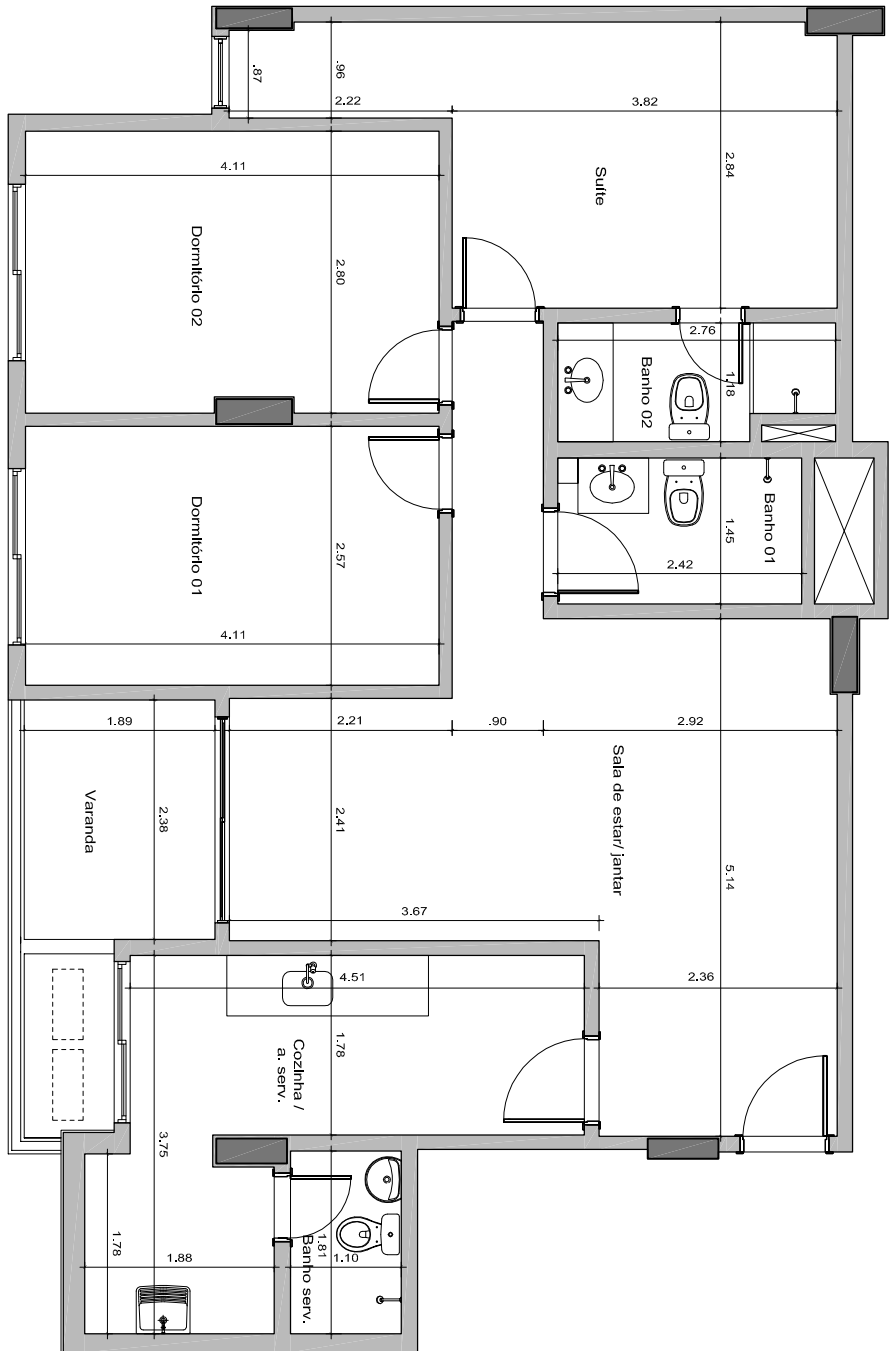 .87
.96
2.22
3.82
4.11
2.84
Suíte
Dormitório 02
2.80
2.76
1.18
Banho 02
Dormitório 01
2.57
1.45
Banho 01
2.42
4.11
1.89
2.21
.90
2.92
Varanda
2.38
2.41
Sala de estar/ jantar
5.14
3.67
4.51
2.36
1.78
Cozinha /
a. serv.
3.75
1.78
1.88
1.81
1.10
Banho serv.